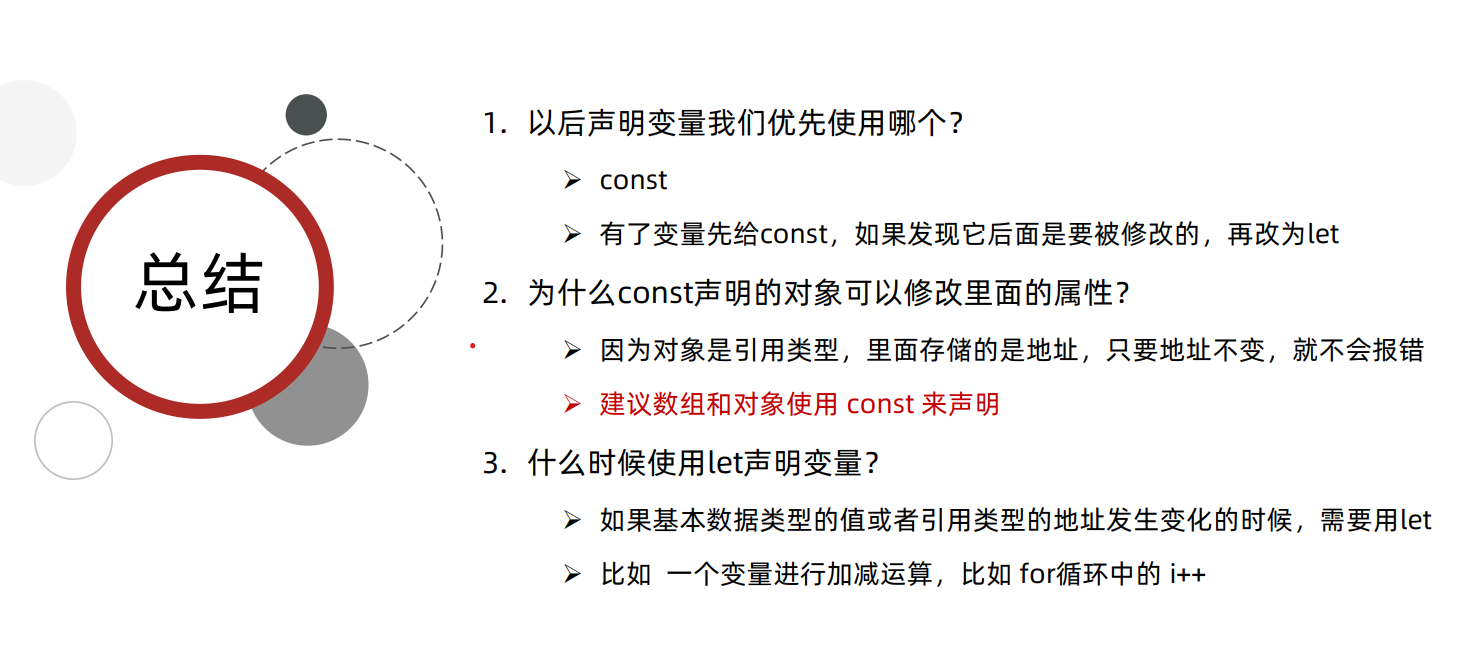 总结
1. 以后声明变量我们优先使用哪个？
➢ const
➢ 有了变量先给const，如果发现它后面是要被修改的，再改为let
2. 为什么const声明的对象可以修改里面的属性？
➢ 因为对象是引用类型，里面存储的是地址，只要地址不变，就不会报错
➢ 建议数组和对象使用 const 来声明
3. 什么时候使用let声明变量？
➢ 如果基本数据类型的值或者引用类型的地址发生变化的时候，需要用let
➢ 比如 一个变量进行加减运算，比如 for循环中的 i++